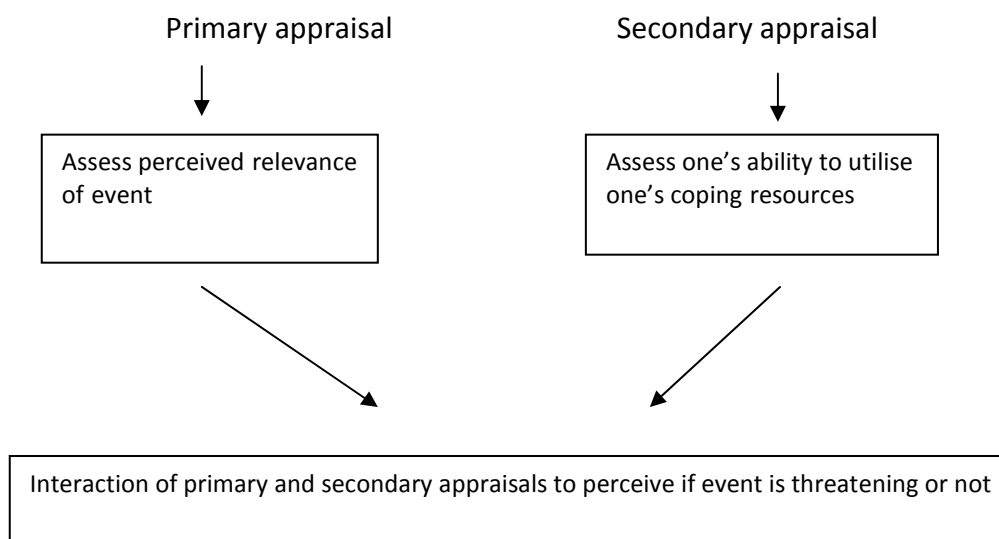 Primary appraisal
Secondary appraisal
Assess perceived relevance
of event
Assess one’s ability to utilise
one’s coping resources
Interaction of primary and secondary appraisals to perceive if event is threatening or not